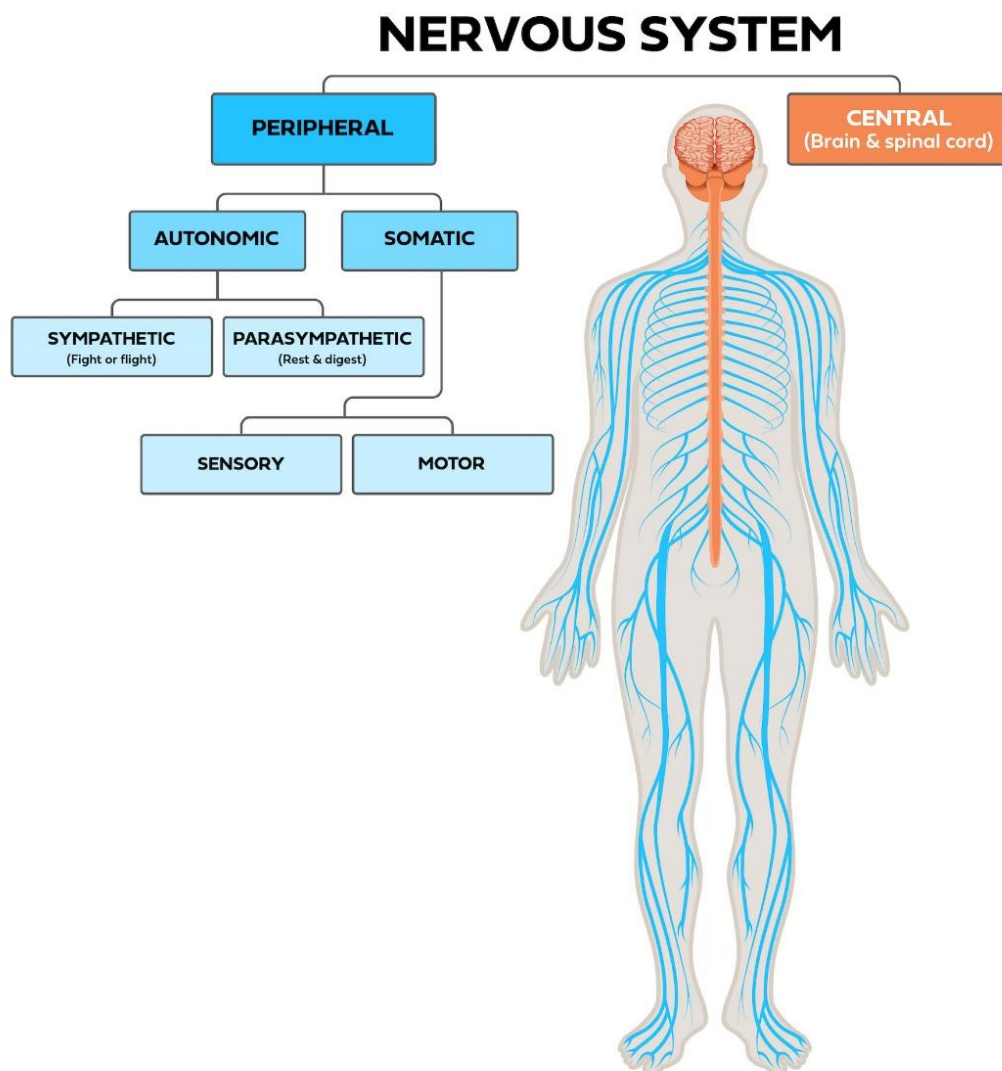 NERVOUS SYSTEM
PERIPHERAL
CENTRAL
(Brain & spinal cord)
AUTONOMIC
SOMATIC
SYMPATHETIC
(Fight or flight)
PARASYMPATHETIC
(Rest & digest)
SENSORY
MOTOR